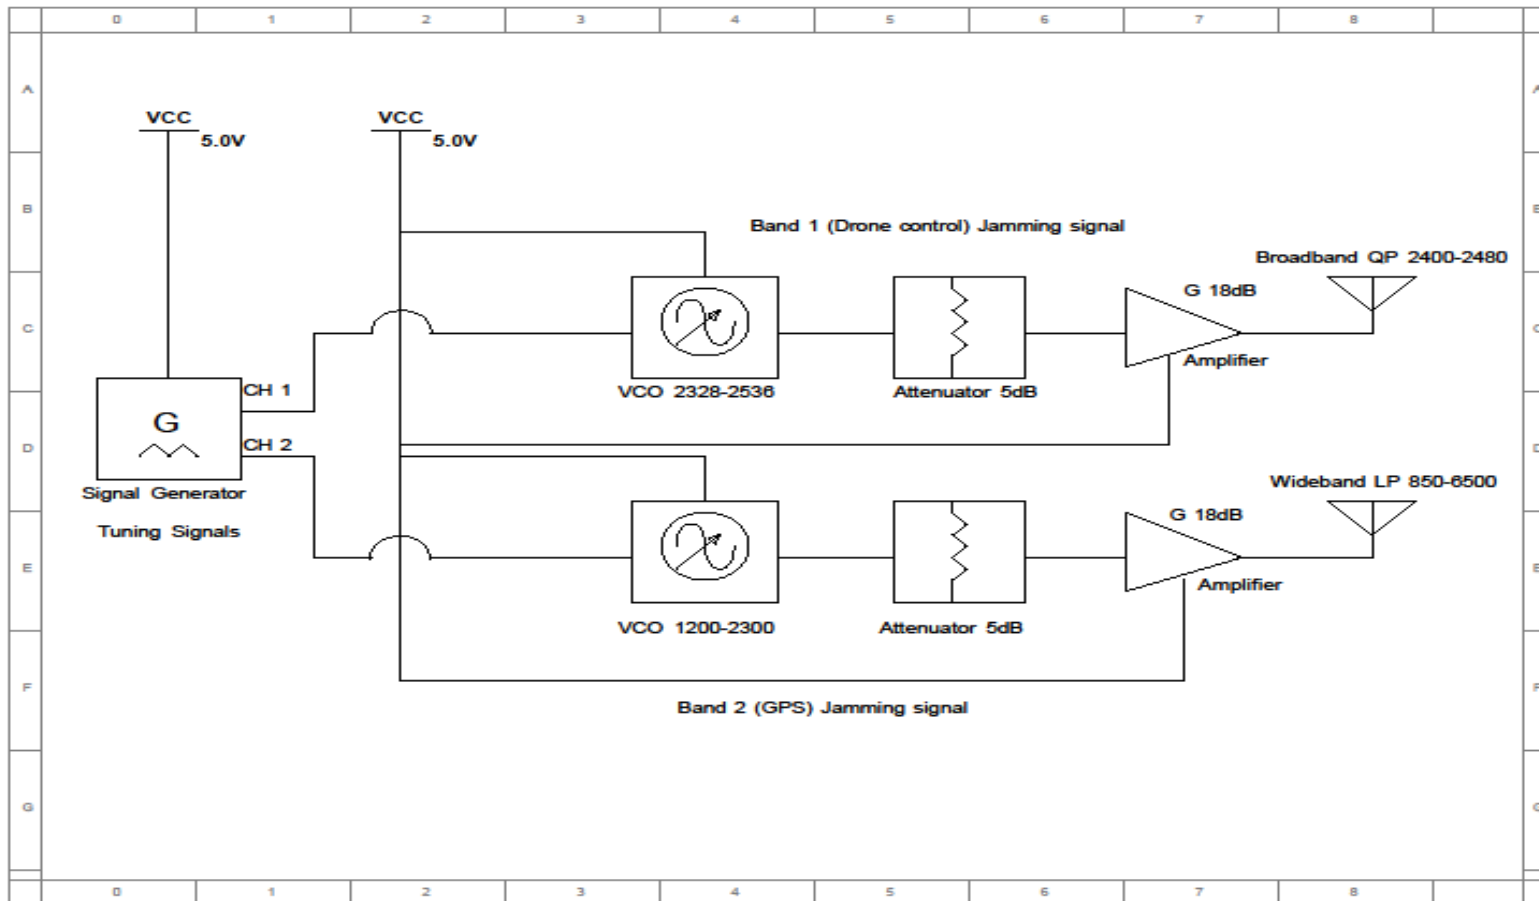 0 1 2 3 4 5 6 7 8
A A
VCC VCC
5.0V 5.0V
B B
Band 1 (Drone control) Jamming signal
Broadband QP 2400-2480
G 18dB
C C
Amplifier
CH 1
VCO 2328-2536
Attenuator 5dB
G
CH 2
D D
Signal Generator
Wideband LP 850-6500
G 18dB
Tuning Signals
E E
Amplifier
VCO 1200-2300
Attenuator 5dB
F F
Band 2 (GPS) Jamming signal
G G
0 1 2 3 4 5 6 7 8